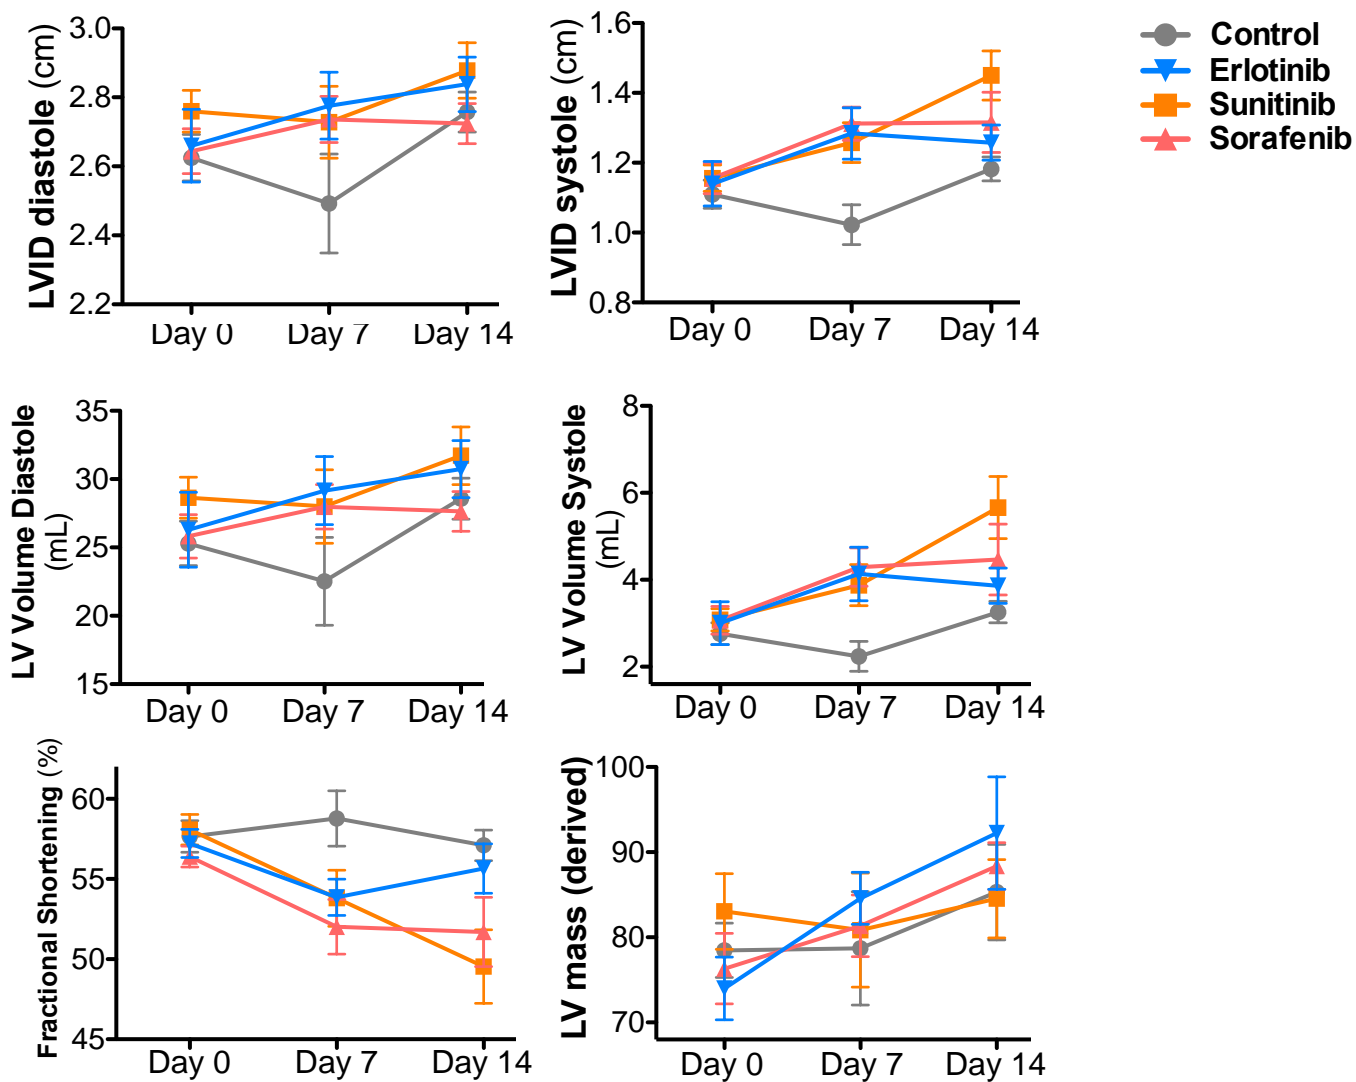 Control
Erlotinib
Sunitinib
Sorafenib
LVID diastole (cm)
3.0
2.8
2.6
2.4
2.2
Day 0 Day 7 Day 14
LVID systole (cm)
1.6
1.4
1.2
1.0
0.8
Day 0 Day 7 Day 14
LV Volume Diastole
(mL)
35
30
25
20
15
Day 0 Day 7 Day 14
LV Volume Systole
(mL)
8
6
4
2
Day 0 Day 7 Day 14
Fractional Shortening (%)
60
55
50
45
Day 0 Day 7 Day 14
LV mass (derived)
100
90
80
70
Day 0 Day 7 Day 14